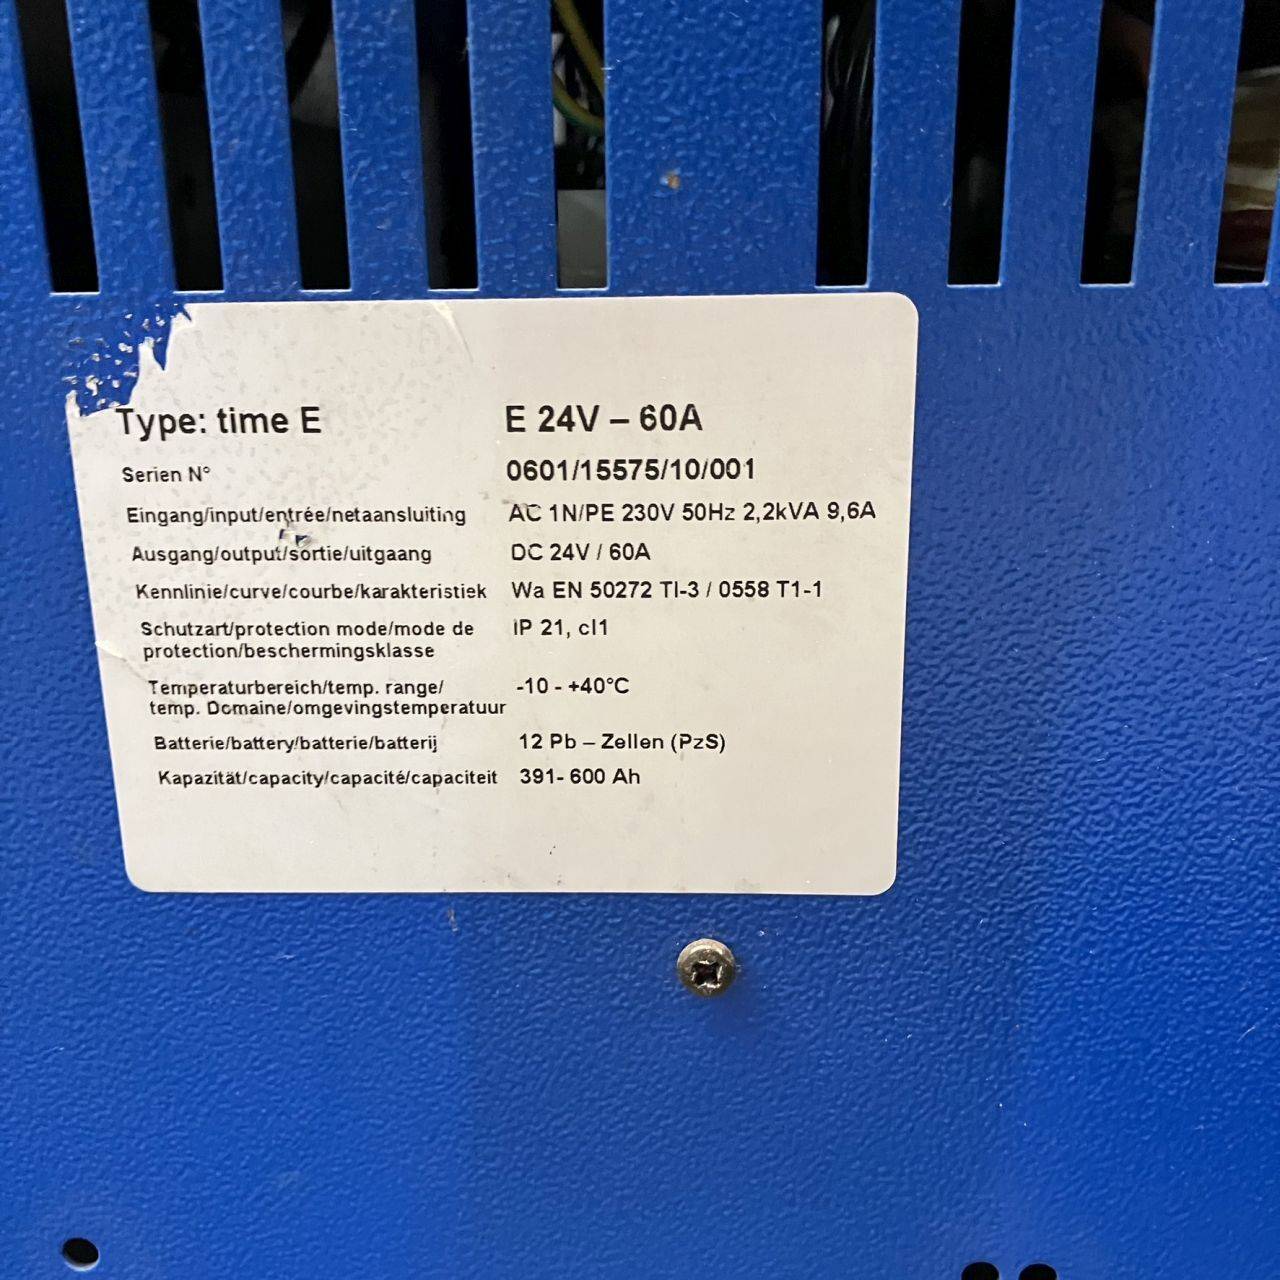 Type: time E E 24V – 60A
Serien N° 0601/15575/10/001
Eingang/input/entrée/netaansluiting AC 1N/PE 230V 50Hz 2,2kVA 9,6A
Ausgang/output/sortie/uitgaang DC 24V / 60A
Kennlinie/curve/courbe/karakteristiek Wa EN 50272 TI-3 / 0558 T1-1
Schutzart/protection mode/mode de IP 21, cl1
protection/beschermingsklasse
Temperaturbereich/temp. range/ -10 - +40°C
temp. Domaine/omgevingstemperatuur
Batterie/battery/batterie/batterij 12 Pb – Zellen (PzS)
Kapazität/capacity/capacité/capaciteit 391- 600 Ah